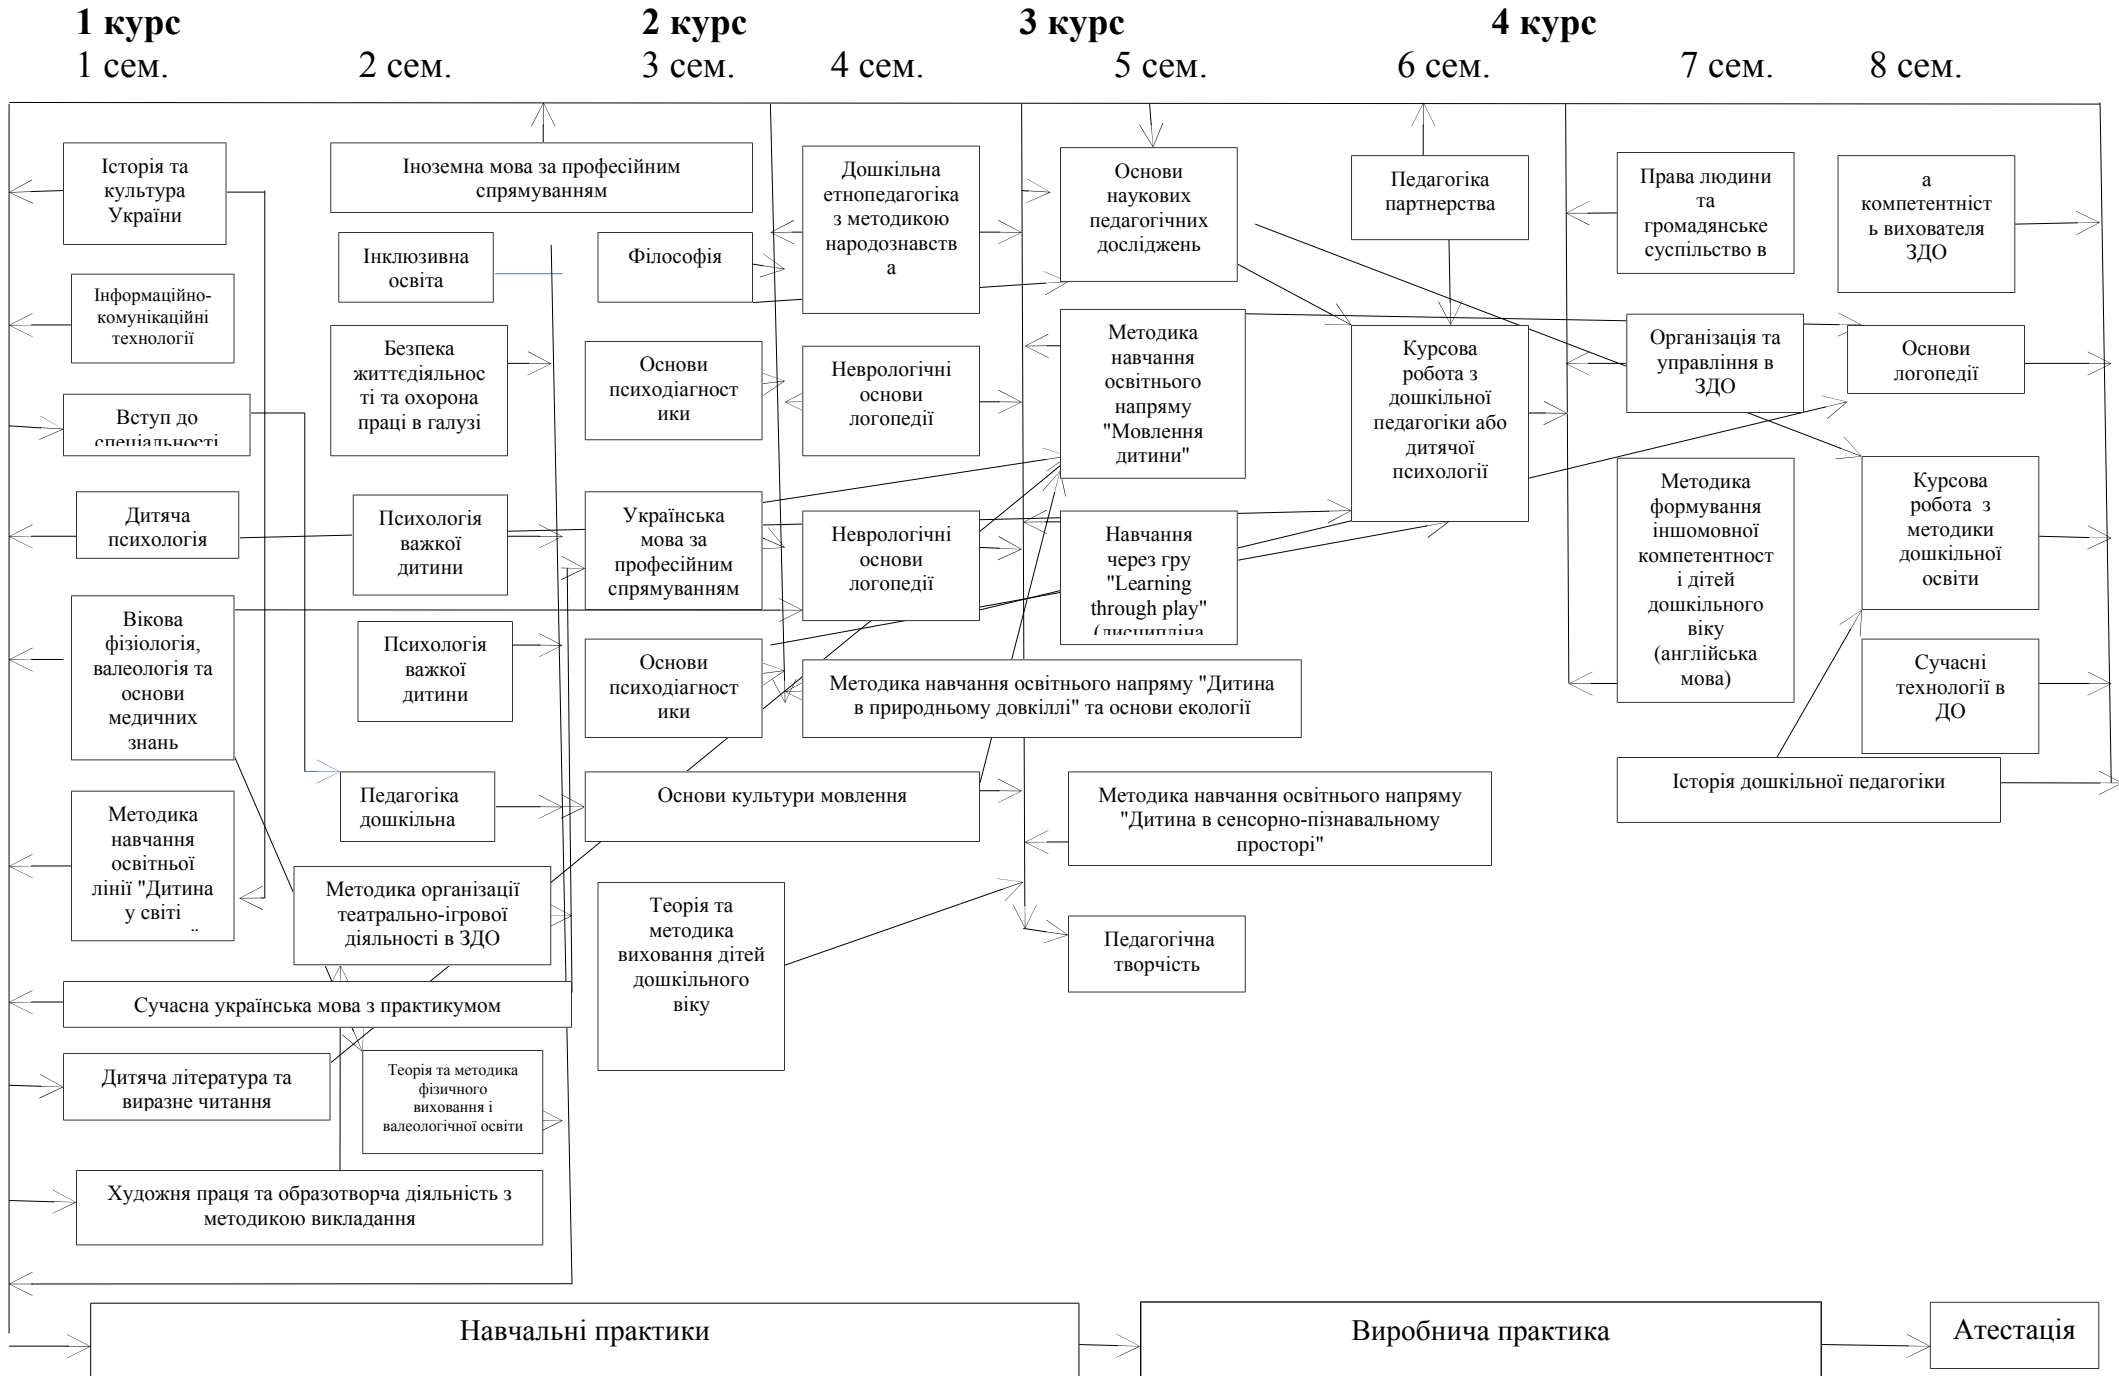 1 курс
2 курс
3 курс
4 курс
1 сем.
2 сем.
3 сем.
4 сем.
5 сем.
6 сем.
7 сем.
8 сем.
Історія та
культура
України
Інформаційно-
комунікаційні
технології
Вступ до
спеціальності
Дитяча
психологія
Вікова
фізіологія,
валеологія та
основи
медичних
знань
Методика
навчання
освітньої
лінії "Дитина
у світі
Сучасна українська мова з практикумом
Дитяча література та
виразне читання
Художня праця та образотворча діяльність з
методикою викладання
Іноземна мова за професійним
спрямуванням
Інклюзивна
освіта
Безпека
життєдіяльнос
ті та охорона
праці в галузі
Психологія
важкої
дитини
Психологія
важкої
дитини
Педагогіка
дошкільна
Методика організації
театрально-ігрової
діяльності в ЗДО
Теорія та методика
фізичного
виховання і
валеологічної освіти
Філософія
Основи
психодіагност
ики
Українська
мова за
професійним
спрямуванням
Основи
психодіагност
ики
Основи культури мовлення
Теорія та
методика
виховання дітей
дошкільного
віку
Дошкільна
етнопедагогіка
з методикою
народознавств
а
Неврологічні
основи
логопедії
Неврологічні
основи
логопедії
Методика навчання освітнього напряму "Дитина
в природньому довкіллі" та основи екології
Основи
наукових
педагогічних
досліджень
Методика
навчання
освітнього
напряму
"Мовлення
дитини"
Навчання
через гру
"Learning
through play"
(дисципліна
Методика навчання освітнього напряму
"Дитина в сенсорно-пізнавальному
просторі"
Педагогічна
творчість
Педагогіка
партнерства
Курсова
робота з
дошкільної
педагогіки або
дитячої
психології
Права людини
та
громадянське
суспільство в
Організація та
управління в
ЗДО
Методика
формування
іншомовної
компетентност
і дітей
дошкільного
віку
(англійська
мова)
Історія дошкільної педагогіки
а
компетентніст
ь вихователя
ЗДО
Основи
логопедії
Курсова
робота з
методики
дошкільної
освіти
Сучасні
технології в
ДО
Навчальні практики
Виробнича практика
Атестація